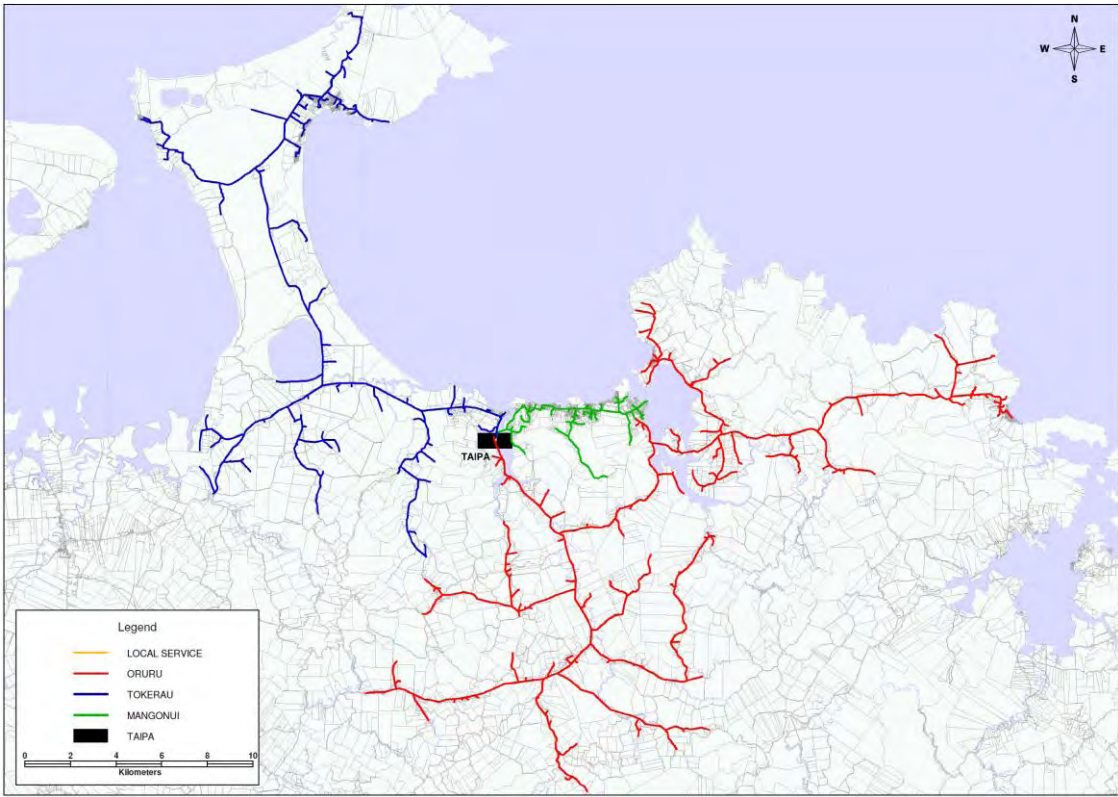 N
W E
S
TAIPA
Legend
LOCAL SERVICE
ORURU
TOKERAU
MANGONUI
TAIPA
0 2 4 6 8 10
Kilometers